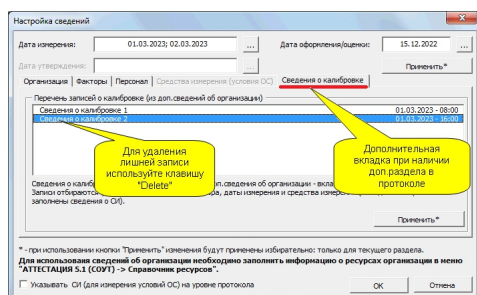 Настройка сведений
Дата измерения: 01.03.2023; 02.03.2023 ... Дата оформления/оценки: 15.12.2022 ...
Дата утверждения: ... Применить*
Организация Факторы Персонал Средства измерения (условия ОС) Сведения о калибровке
Перечень записей о калибровке (из доп.сведений об организации)
Сведения о калибровке 1 01.03.2023 - 08:00
Сведения о калибровке 2 01.03.2023 - 16:00
Для удаления
лишней записи
используйте клавишу
"Delete"
Дополнительная
вкладка при наличии
доп.раздела в
протоколе
Сведения о калибр доп.сведения об организации - вкла
Записи отбираются ра, даты измерения и средства измере
заполнены сведения о СИ).
Применить*
* - при использовании кнопки "Применить" изменения будут применены избирательно: только для текущего раздела.
Для использования сведений об организации необходимо заполнить информацию о ресурсах организации в меню
"АТТЕСТАЦИЯ 5.1 (СОУТ) -> Справочник ресурсов".
Указывать СИ (для измерения условий ОС) на уровне протокола
ОК Отмена